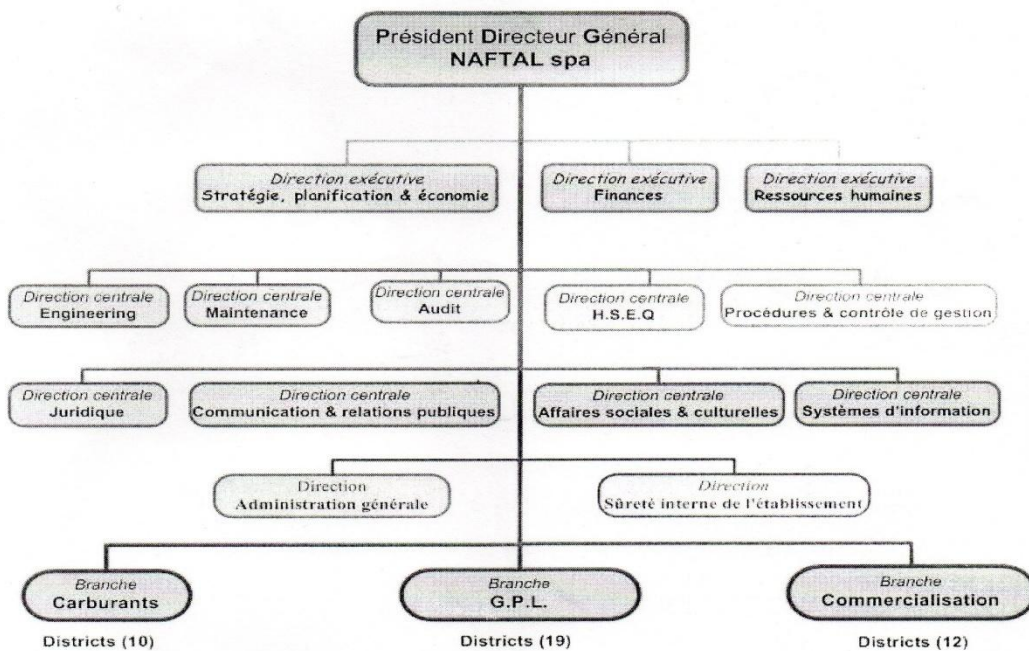 Président Directeur Général
NAFTAL spa
Direction exécutive
Stratégie, planification & économie
Direction exécutive
Finances
Direction exécutive
Ressources humaines
Direction centrale
Engineering
Direction centrale
Maintenance
Direction centrale
Audit
Direction centrale
H.S.E.Q
Direction centrale
Procédures & contrôle de gestion
Direction centrale
Juridique
Direction centrale
Communication & relations publiques
Direction centrale
Affaires sociales & culturelles
Direction centrale
Systèmes d'information
Direction
Administration générale
Direction
Sûreté interne de l'établissement
Branche
Carburants
Branche
G.P.L.
Branche
Commercialisation
Districts (10)
Districts (19)
Districts (12)